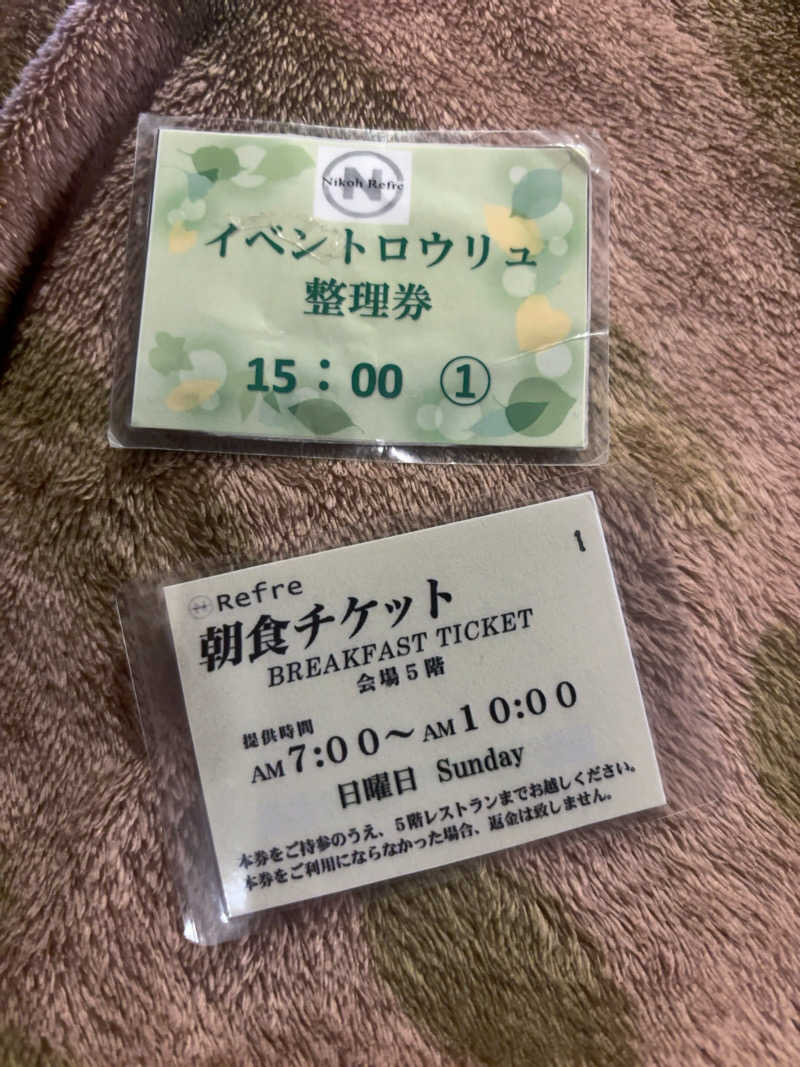 Nikoh Refre
イベントロウリュ
整理券
15:00 ①
1
Refre
朝食チケット
BREAKFAST TICKET
会場5階
提供時間
AM7:00～AM10:00
日曜日 Sunday
本券をご持参のうえ、5階レストランまでお越しください。
本券をご利用にならなかった場合、返金は致しません。